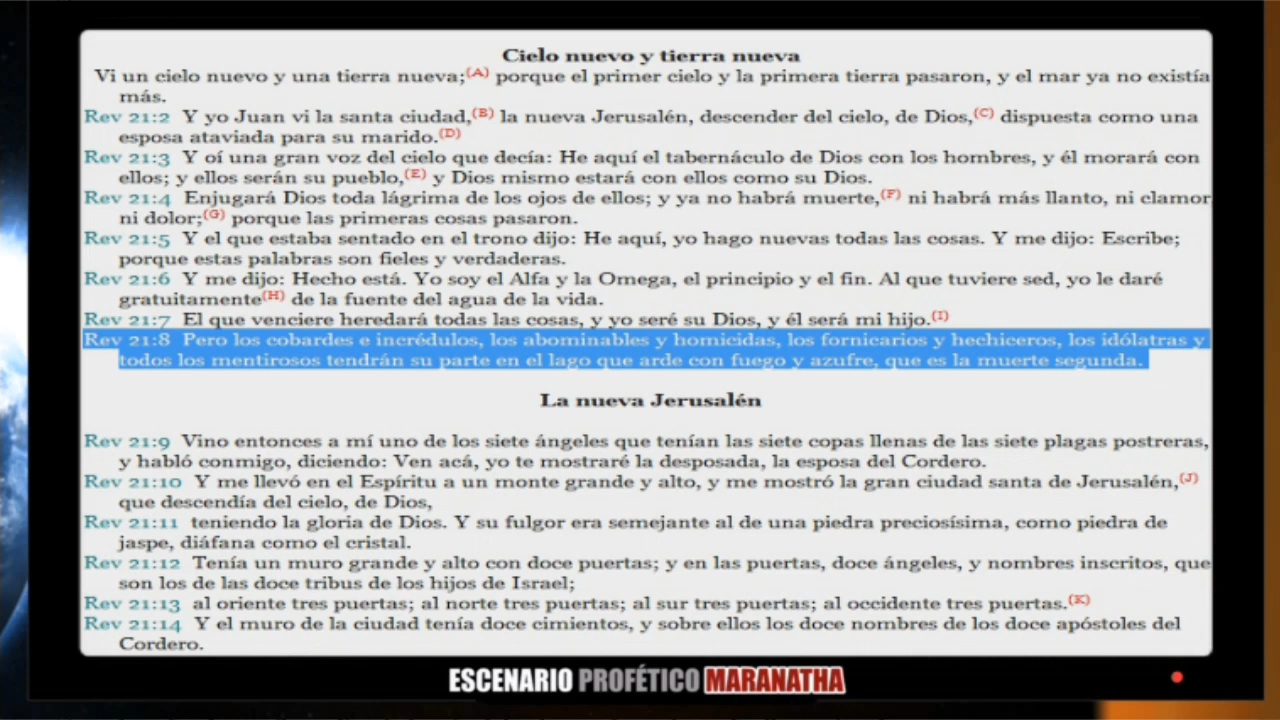 Cielo nuevo y tierra nueva
Vi un cielo nuevo y una tierra nueva;(A) porque el primer cielo y la primera tierra pasaron, y el mar ya no existía
más.
Rev 21:2 Y yo Juan vi la santa ciudad,(B) la nueva Jerusalén, descender del cielo, de Dios,(C) dispuesta como una
esposa ataviada para su marido.(D)
Rev 21:3 Y oí una gran voz del cielo que decía: He aquí el tabernáculo de Dios con los hombres, y él morará con
ellos; y ellos serán su pueblo,(E) y Dios mismo estará con ellos como su Dios.
Rev 21:4 Enjugará Dios toda lágrima de los ojos de ellos; y ya no habrá muerte,(F) ni habrá más llanto, ni clamor,
ni dolor;(G) porque las primeras cosas pasaron.
Rev 21:5 Y el que estaba sentado en el trono dijo: He aquí, yo hago nuevas todas las cosas. Y me dijo: Escribe;
porque estas palabras son fieles y verdaderas.
Rev 21:6 Y me dijo: Hecho está. Yo soy el Alfa y la Omega, el principio y el fin. Al que tuviere sed, yo le daré
gratuitamente(H) de la fuente del agua de la vida.
Rev 21:7 El que venciere heredará todas las cosas, y yo seré su Dios, y él será mi hijo.(I)
Rev 21:8 Pero los cobardes e incrédulos, los abominables y homicidas, los fornicarios y hechiceros, los idólatras y
todos los mentirosos tendrán su parte en el lago que arde con fuego y azufre, que es la muerte segunda.
La nueva Jerusalén
Rev 21:9 Vino entonces a mí uno de los siete ángeles que tenían las siete copas llenas de las siete plagas postreras,
y habló conmigo, diciendo: Ven acá, yo te mostraré la desposada, la esposa del Cordero.
Rev 21:10 Y me llevó en el Espíritu a un monte grande y alto, y me mostró la gran ciudad santa de Jerusalén,(J)
que descendía del cielo, de Dios,
Rev 21:11 teniendo la gloria de Dios. Y su fulgor era semejante al de una piedra preciosísima, como piedra de
jaspe, diáfana como el cristal.
Rev 21:12 Tenía un muro grande y alto con doce puertas; y en las puertas, doce ángeles, y nombres inscritos, que
son los de las doce tribus de los hijos de Israel;
Rev 21:13 al oriente tres puertas; al norte tres puertas; al sur tres puertas; al occidente tres puertas.(K)
Rev 21:14 Y el muro de la ciudad tenía doce cimientos, y sobre ellos los doce nombres de los doce apóstoles del
Cordero.
ESCENARIO PROFÉTICO MARANATHA